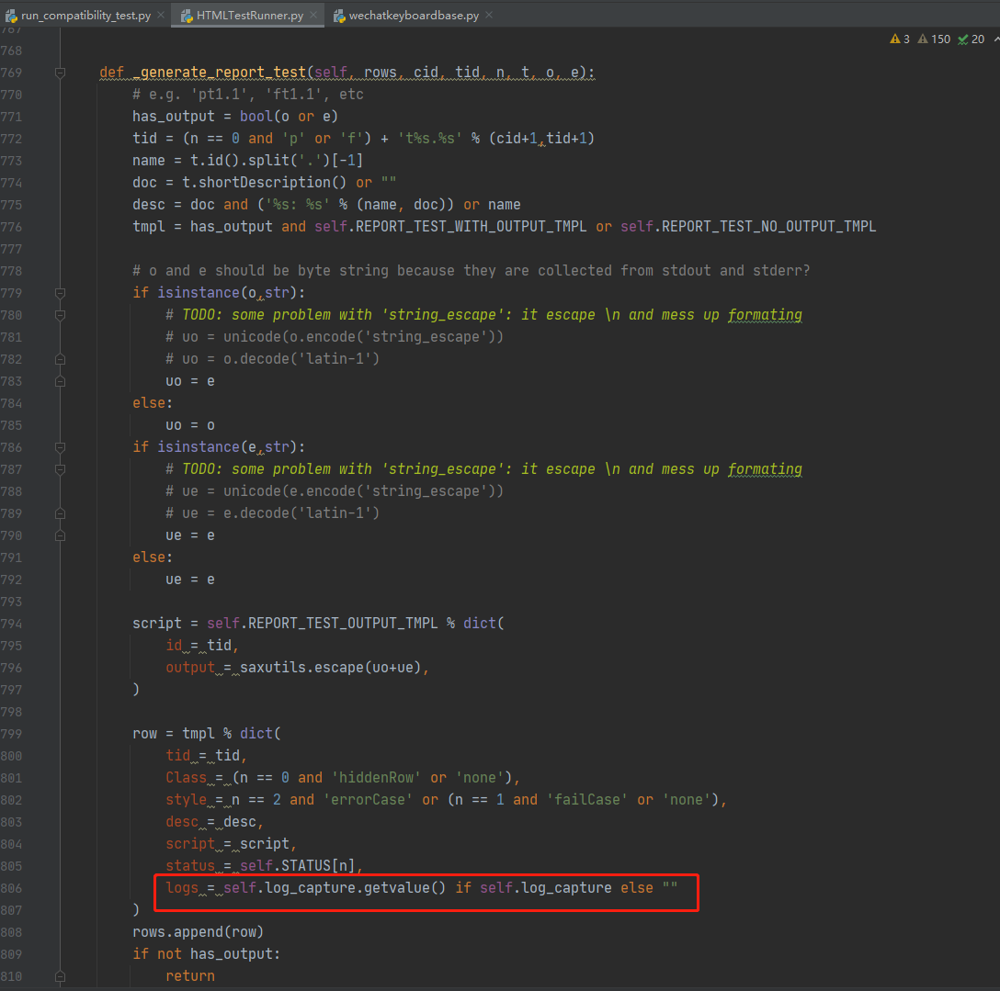 run_compatibility_test.py × HTMLTestRunner.py × wechatkeyboardbase.py ×
767
768 3 150 20
769 def _generate_report_test(self, rows, cid, tid, n, t, o, e):
770 # e.g. 'pt1.1', 'ft1.1', etc
771 has_output = bool(o or e)
772 tid = (n == 0 and 'p' or 'f') + 't%s.%s' % (cid+1,tid+1)
773 name = t.id().split('.')[-1]
774 doc = t.shortDescription() or ""
775 desc = doc and ('%s: %s' % (name, doc)) or name
776 tmpl = has_output and self.REPORT_TEST_WITH_OUTPUT_TMPL or self.REPORT_TEST_NO_OUTPUT_TMPL
777
778 # o and e should be byte string because they are collected from stdout and stderr?
779 if isinstance(o,str):
780 # TODO: some problem with 'string_escape': it escape \n and mess up formating
781 # uo = unicode(o.encode('string_escape'))
782 # uo = o.decode('latin-1')
783 uo = e
784 else:
785 uo = o
786 if isinstance(e,str):
787 # TODO: some problem with 'string_escape': it escape \n and mess up formating
788 # ue = unicode(e.encode('string_escape'))
789 # ue = e.decode('latin-1')
790 ue = e
791 else:
792 ue = e
793
794 script = self.REPORT_TEST_OUTPUT_TMPL % dict(
795 id = tid,
796 output = saxutils.escape(uo+ue),
797 )
798
799 row = tmpl % dict(
800 tid = tid,
801 Class = (n == 0 and 'hiddenRow' or 'none'),
802 style = n == 2 and 'errorCase' or (n == 1 and 'failCase' or 'none'),
803 desc = desc,
804 script = script,
805 status = self.STATUS[n],
806 logs = self.log_capture.getvalue() if self.log_capture else ""
807 )
808 rows.append(row)
809 if not has_output:
810 return